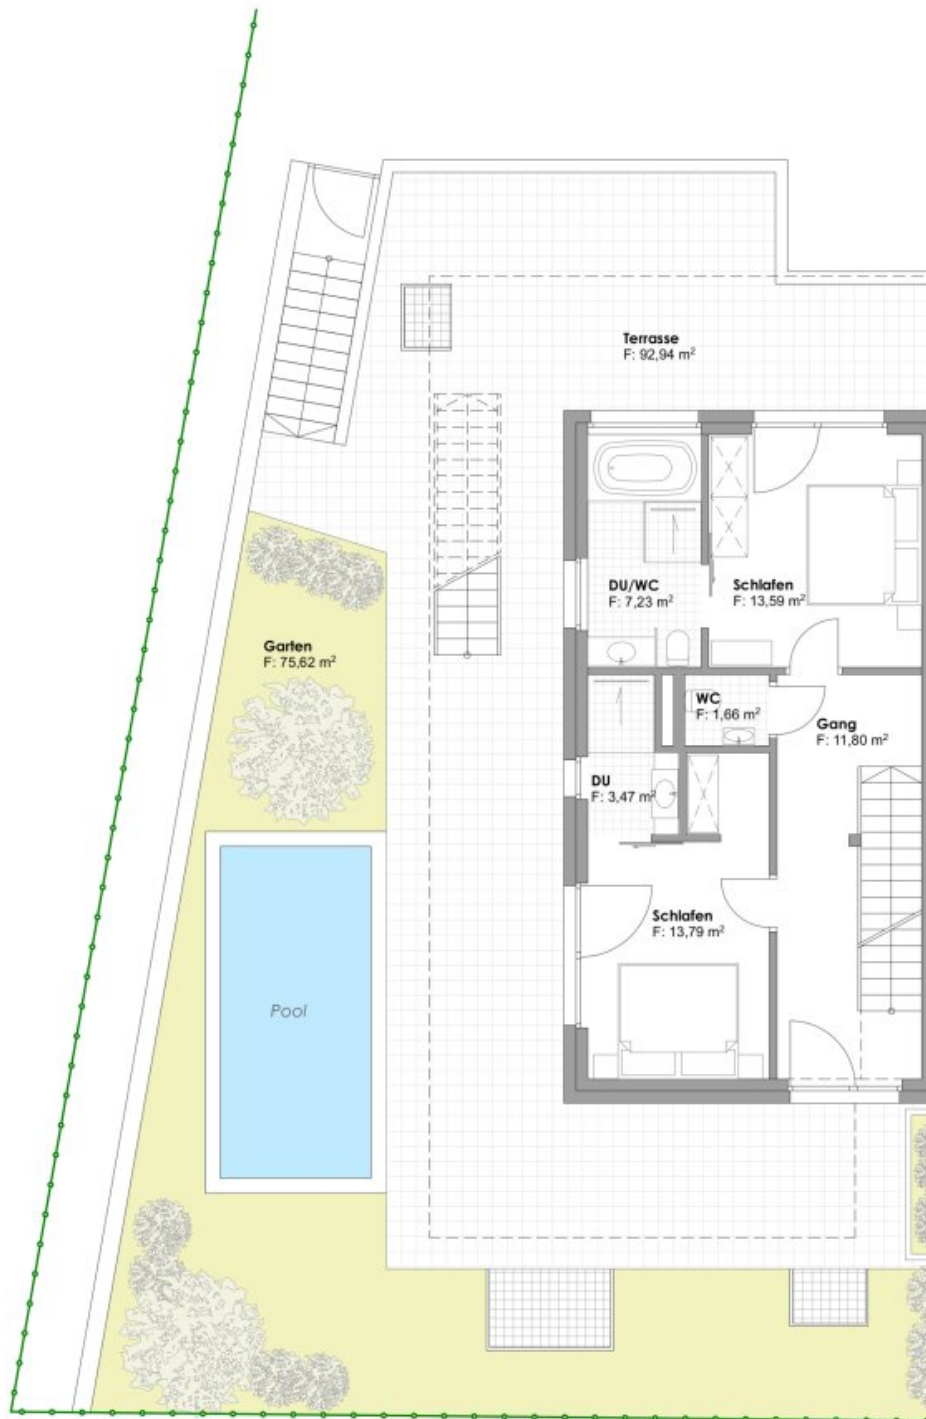 Terrasse
F: 92,94 m²
DU/WC
F: 7,23 m²
Schlafen
F: 13,59 m²
Garten
F: 75,62 m²
WC
F: 1,66 m²
Gang
F: 11,80 m²
DU
F: 3,47 m²
Schlafen
F: 13,79 m²
Pool